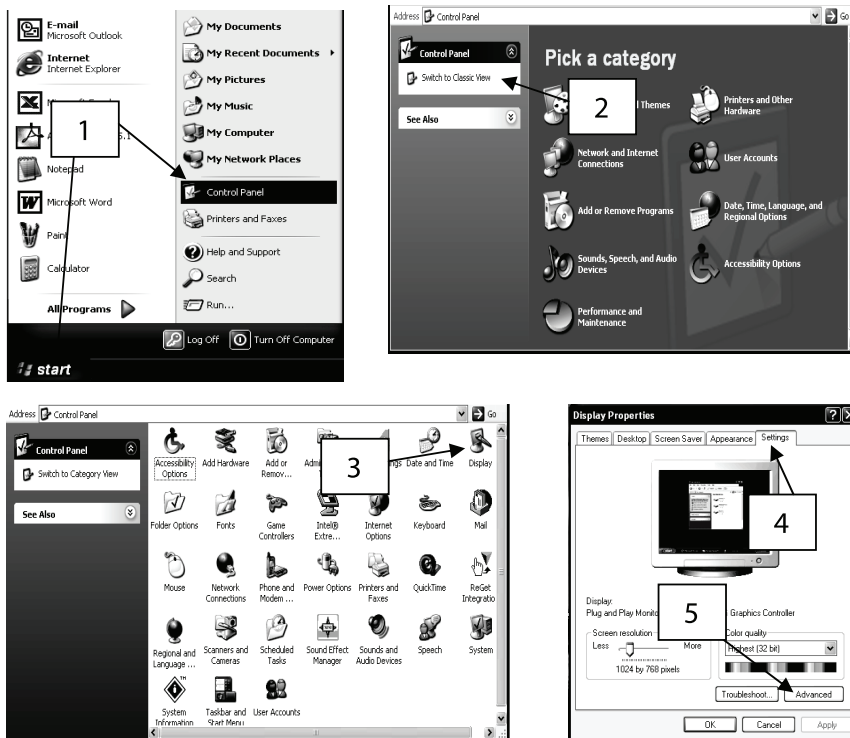 E-mail
Microsoft Outlook
Internet
Internet Explorer
Notepad
Microsoft Word
Paint
Calculator
All Programs
My Documents
My Recent Documents
My Pictures
My Music
My Computer
My Network Places
Control Panel
Printers and Faxes
Help and Support
Search
Run...
Log Off
Turn Off Computer
start
1
Address Control Panel
Go
Control Panel
Switch to Classic View
See Also
Pick a category
2
Themes
Printers and Other
Hardware
Network and Internet
Connections
User Accounts
Add or Remove Programs
Date, Time, Language, and
Regional Options
Sounds, Speech, and Audio
Devices
Accessibility Options
Performance and
Maintenance
Address Control Panel
Go
Control Panel
Switch to Category View
See Also
3
Accessibility
Options
Add Hardware
Add or
Remov...
Date and Time
Display
Folder Options
Fonts
Game
Controllers
Intel®
Extre...
Internet
Options
Keyboard
Mail
Mouse
Network
Connections
Phone and
Modem ...
Power Options
Printers and
Faxes
QuickTime
ReGet
Integratio
Regional and
Language ...
Scanners and
Cameras
Scheduled
Tasks
Sound Effect
Manager
Sounds and
Audio Devices
Speech
System
System
Information
Taskbar and
Start Menu
User Accounts
Display Properties
Themes Desktop Screen Saver Appearance Settings
4
Display:
Plug and Play Monito
Graphics Controller
5
Screen resolution
Less More
1024 by 768 pixels
Color quality
Highest (32 bit)
Troubleshoot... Advanced
OK Cancel Apply